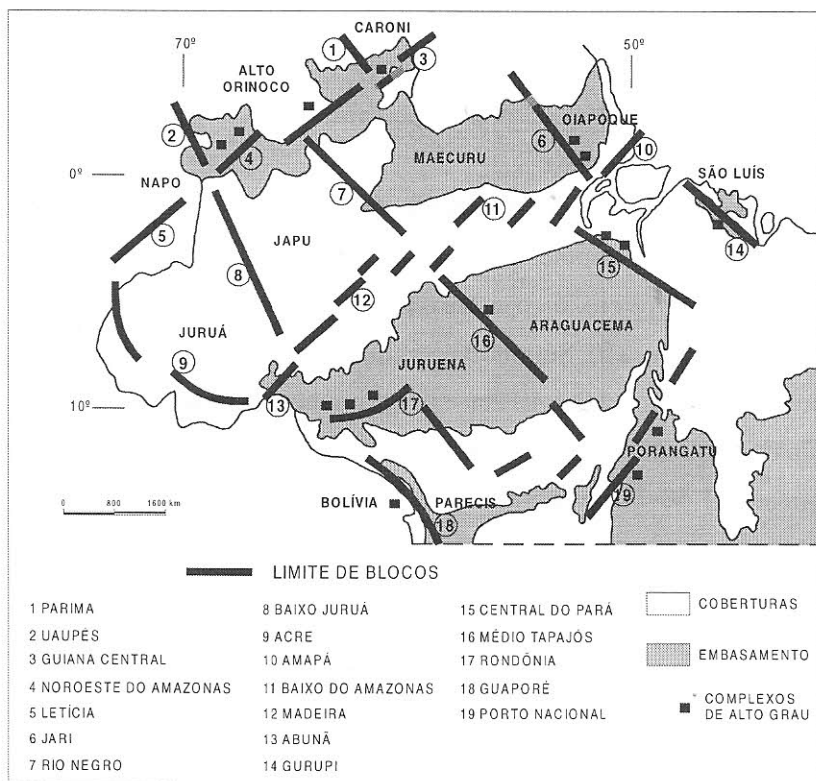 CARONI
70º
50º
1
3
ALTO
ORINOCO
OIAPOQUE
2
4
6
10
MAECURU
SÃO LUÍS
0º
NAPO
7
11
5
JAPU
14
15
8
12
ARAGUACEMA
16
JURUÁ
JURUENA
9
10º
13
17
PORANGATU
0 800 1600 km
BOLÍVIA
PARECIS
19
18
LIMITE DE BLOCOS
1 PARIMA
2 UAUPÉS
3 GUIANA CENTRAL
4 NOROESTE DO AMAZONAS
5 LETÍCIA
6 JARI
7 RIO NEGRO
8 BAIXO JURUÁ
9 ACRE
10 AMAPÁ
11 BAIXO DO AMAZONAS
12 MADEIRA
13 ABUNÃ
14 GURUPI
15 CENTRAL DO PARÁ
16 MÉDIO TAPAJÓS
17 RONDÔNIA
18 GUAPORÉ
19 PORTO NACIONAL
COBERTURAS
EMBASAMENTO
COMPLEXOS
DE ALTO GRAU